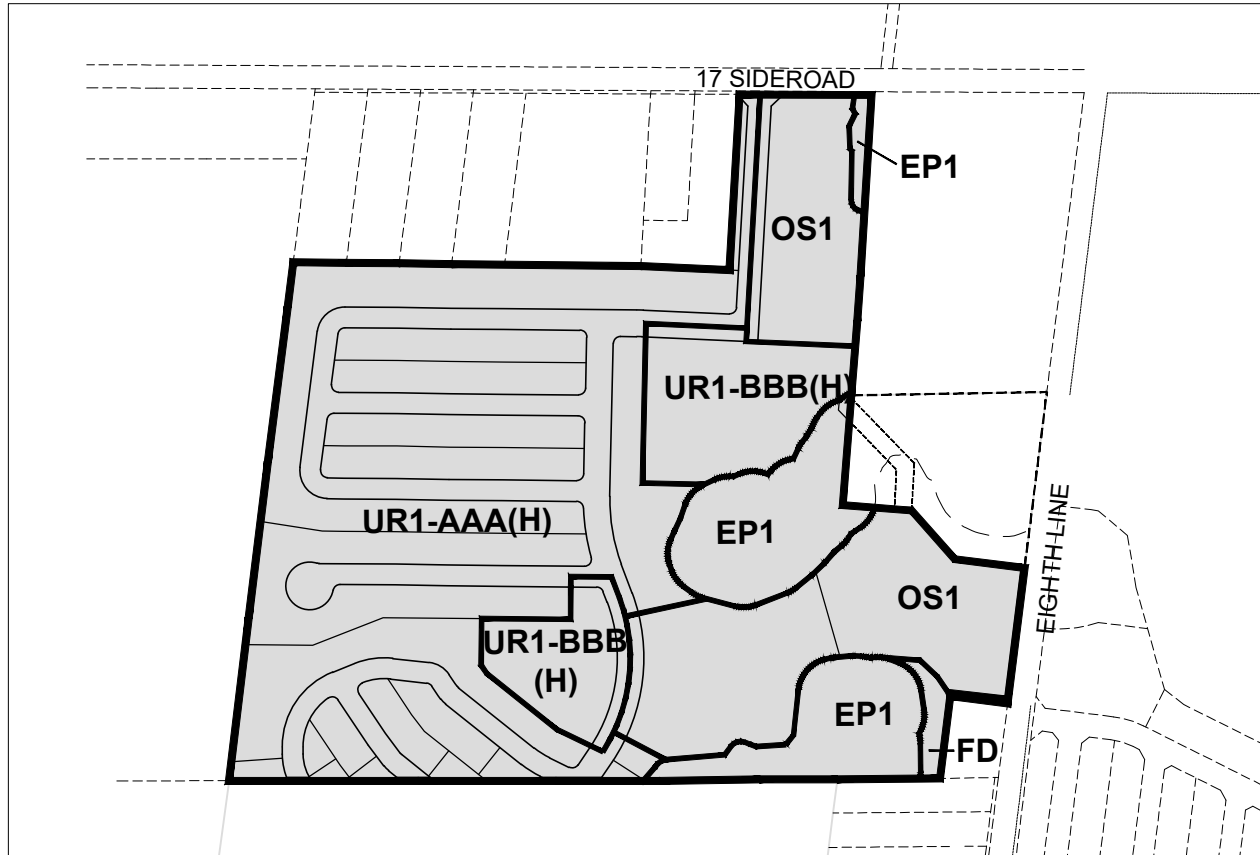 17 SIDEROAD
EP1
OS1
UR1-BBB(H)
UR1-AAA(H)
EP1
EIGHTH LINE
OS1
UR1-BBB
(H)
EP1
FD